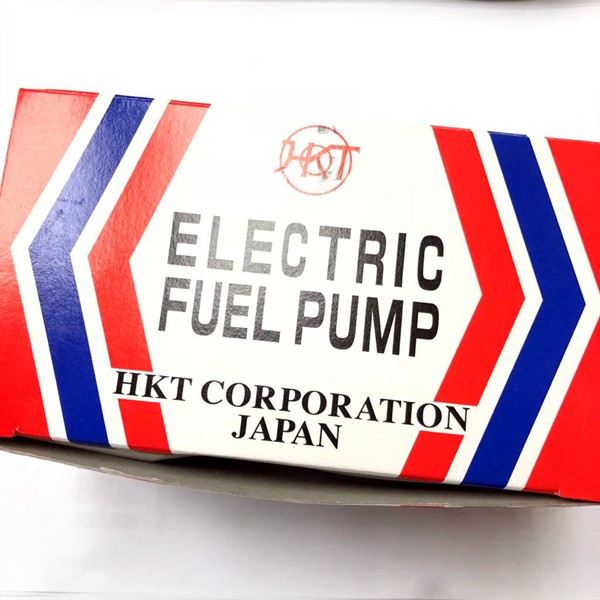 HKT
ELECTRIC
FUEL PUMP
HKT CORPORATION
JAPAN